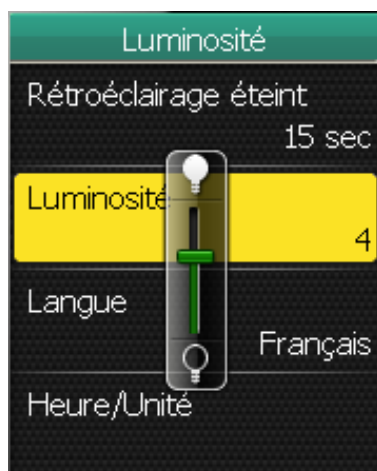 Luminosité
Rétroéclairage éteint
15 sec
Luminosité
4
Langue
Français
Heure/Unité